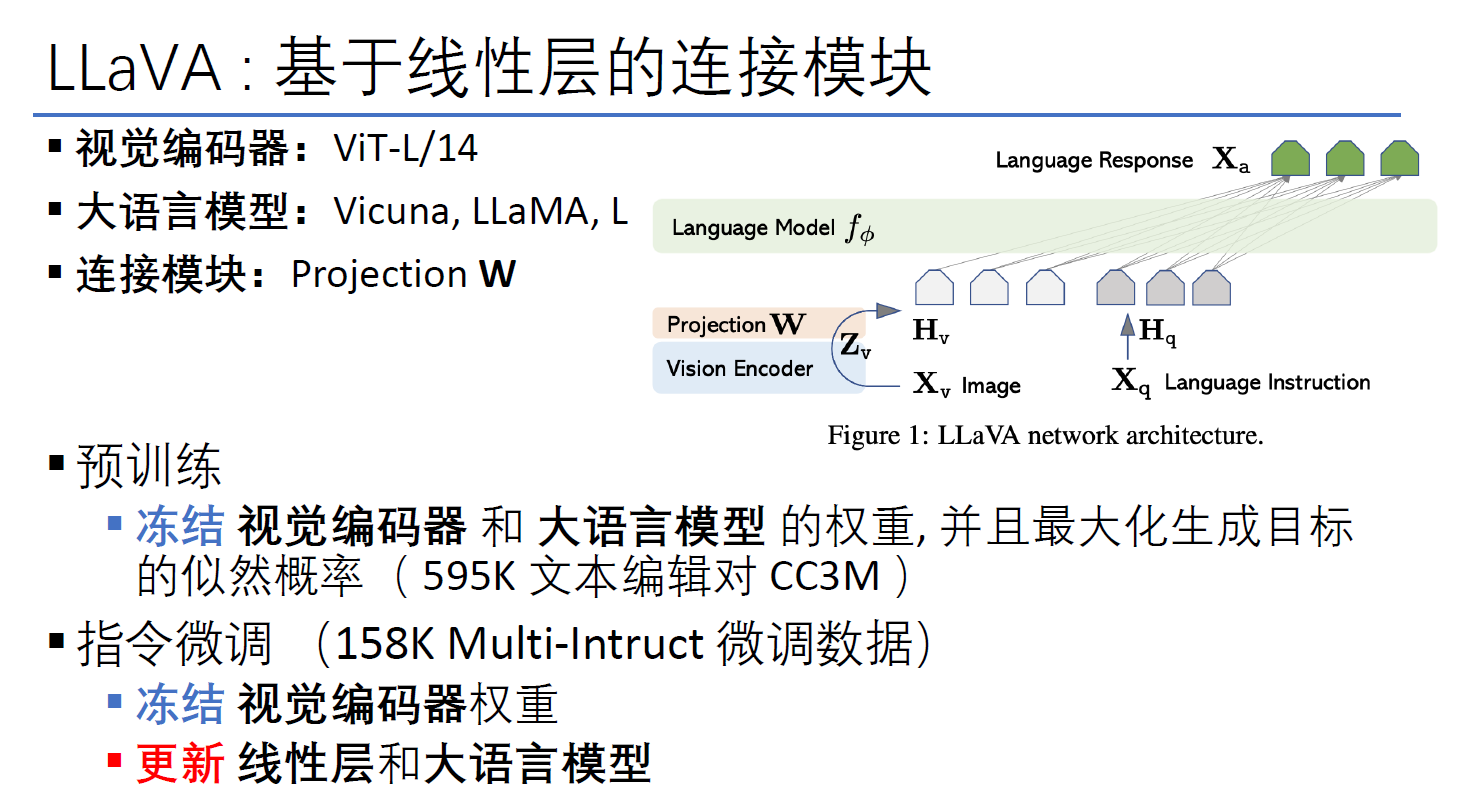 LLaVA : 基于线性层的连接模块
▪ 视觉编码器：ViT-L/14
▪ 大语言模型：Vicuna, LLaMA, L
▪ 连接模块：Projection W
Language Response Xa
Language Model fϕ
Projection W
Zv
Vision Encoder
Hv
Hq
Xv Image
Xq Language Instruction
Figure 1: LLaVA network architecture.
▪ 预训练
▪ 冻结 视觉编码器 和 大语言模型 的权重, 并且最大化生成目标
的似然概率 （ 595K 文本编辑对 CC3M ）
▪ 指令微调 （158K Multi-Intruct 微调数据）
▪ 冻结 视觉编码器权重
▪ 更新 线性层和大语言模型